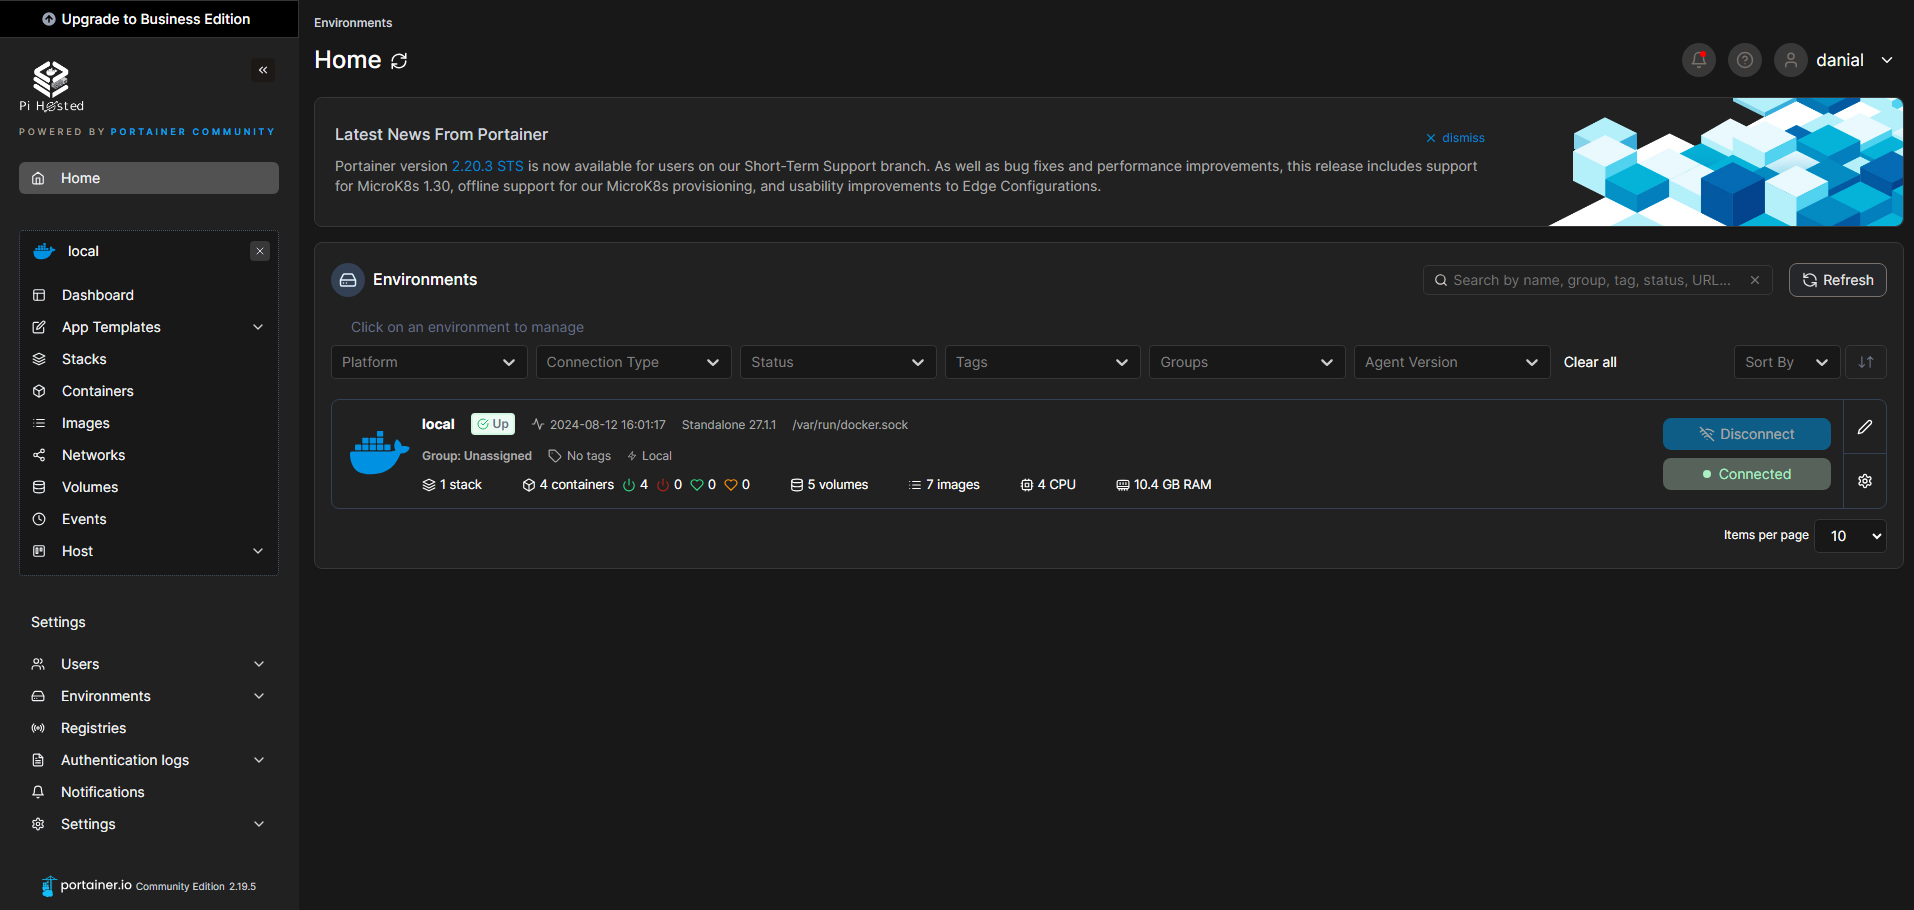 Upgrade to Business Edition
Pi Hosted
POWERED BY PORTAINER COMMUNITY
Home
local
Dashboard
App Templates
Stacks
Containers
Images
Networks
Volumes
Events
Host
Settings
Users
Environments
Registries
Authentication logs
Notifications
Settings
portainer.io Community Edition 2.19.5
Environments
Home
danial
Latest News From Portainer
dismiss
Portainer version 2.20.3 STS is now available for users on our Short-Term Support branch. As well as bug fixes and performance improvements, this release includes support
for MicroK8s 1.30, offline support for our MicroK8s provisioning, and usability improvements to Edge Configurations.
Environments
Search by name, group, tag, status, URL...
Refresh
Click on an environment to manage
Platform Connection Type Status Tags Groups Agent Version Clear all Sort By
local Up 2024-08-12 16:01:17 Standalone 27.1.1 /var/run/docker.sock
Group: Unassigned No tags Local
1 stack 4 containers 4 0 0 0 5 volumes 7 images 4 CPU 10.4 GB RAM
Disconnect
Connected
Items per page 10